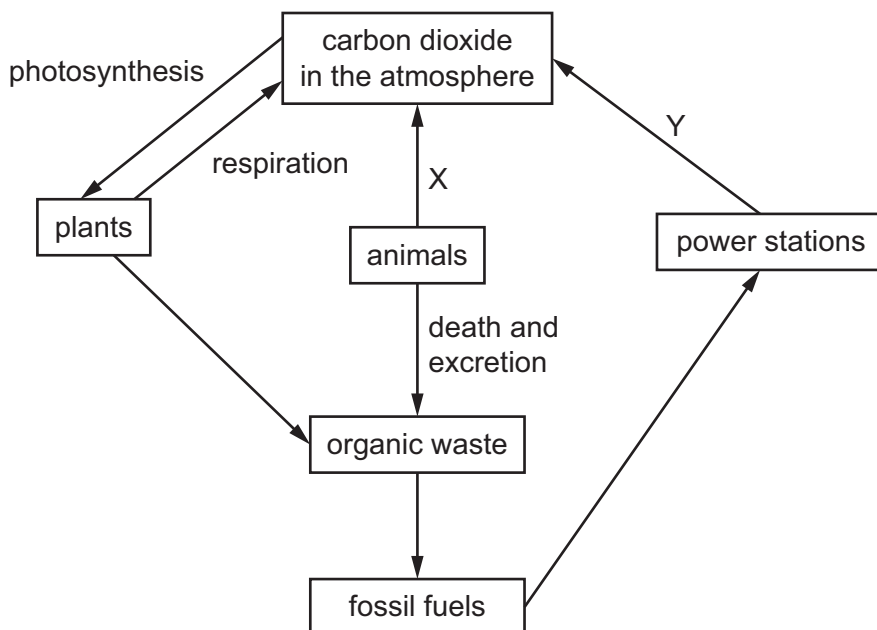 carbon dioxide
in the atmosphere
photosynthesis
respiration
X
Y
plants
animals
power stations
death and
excretion
organic waste
fossil fuels